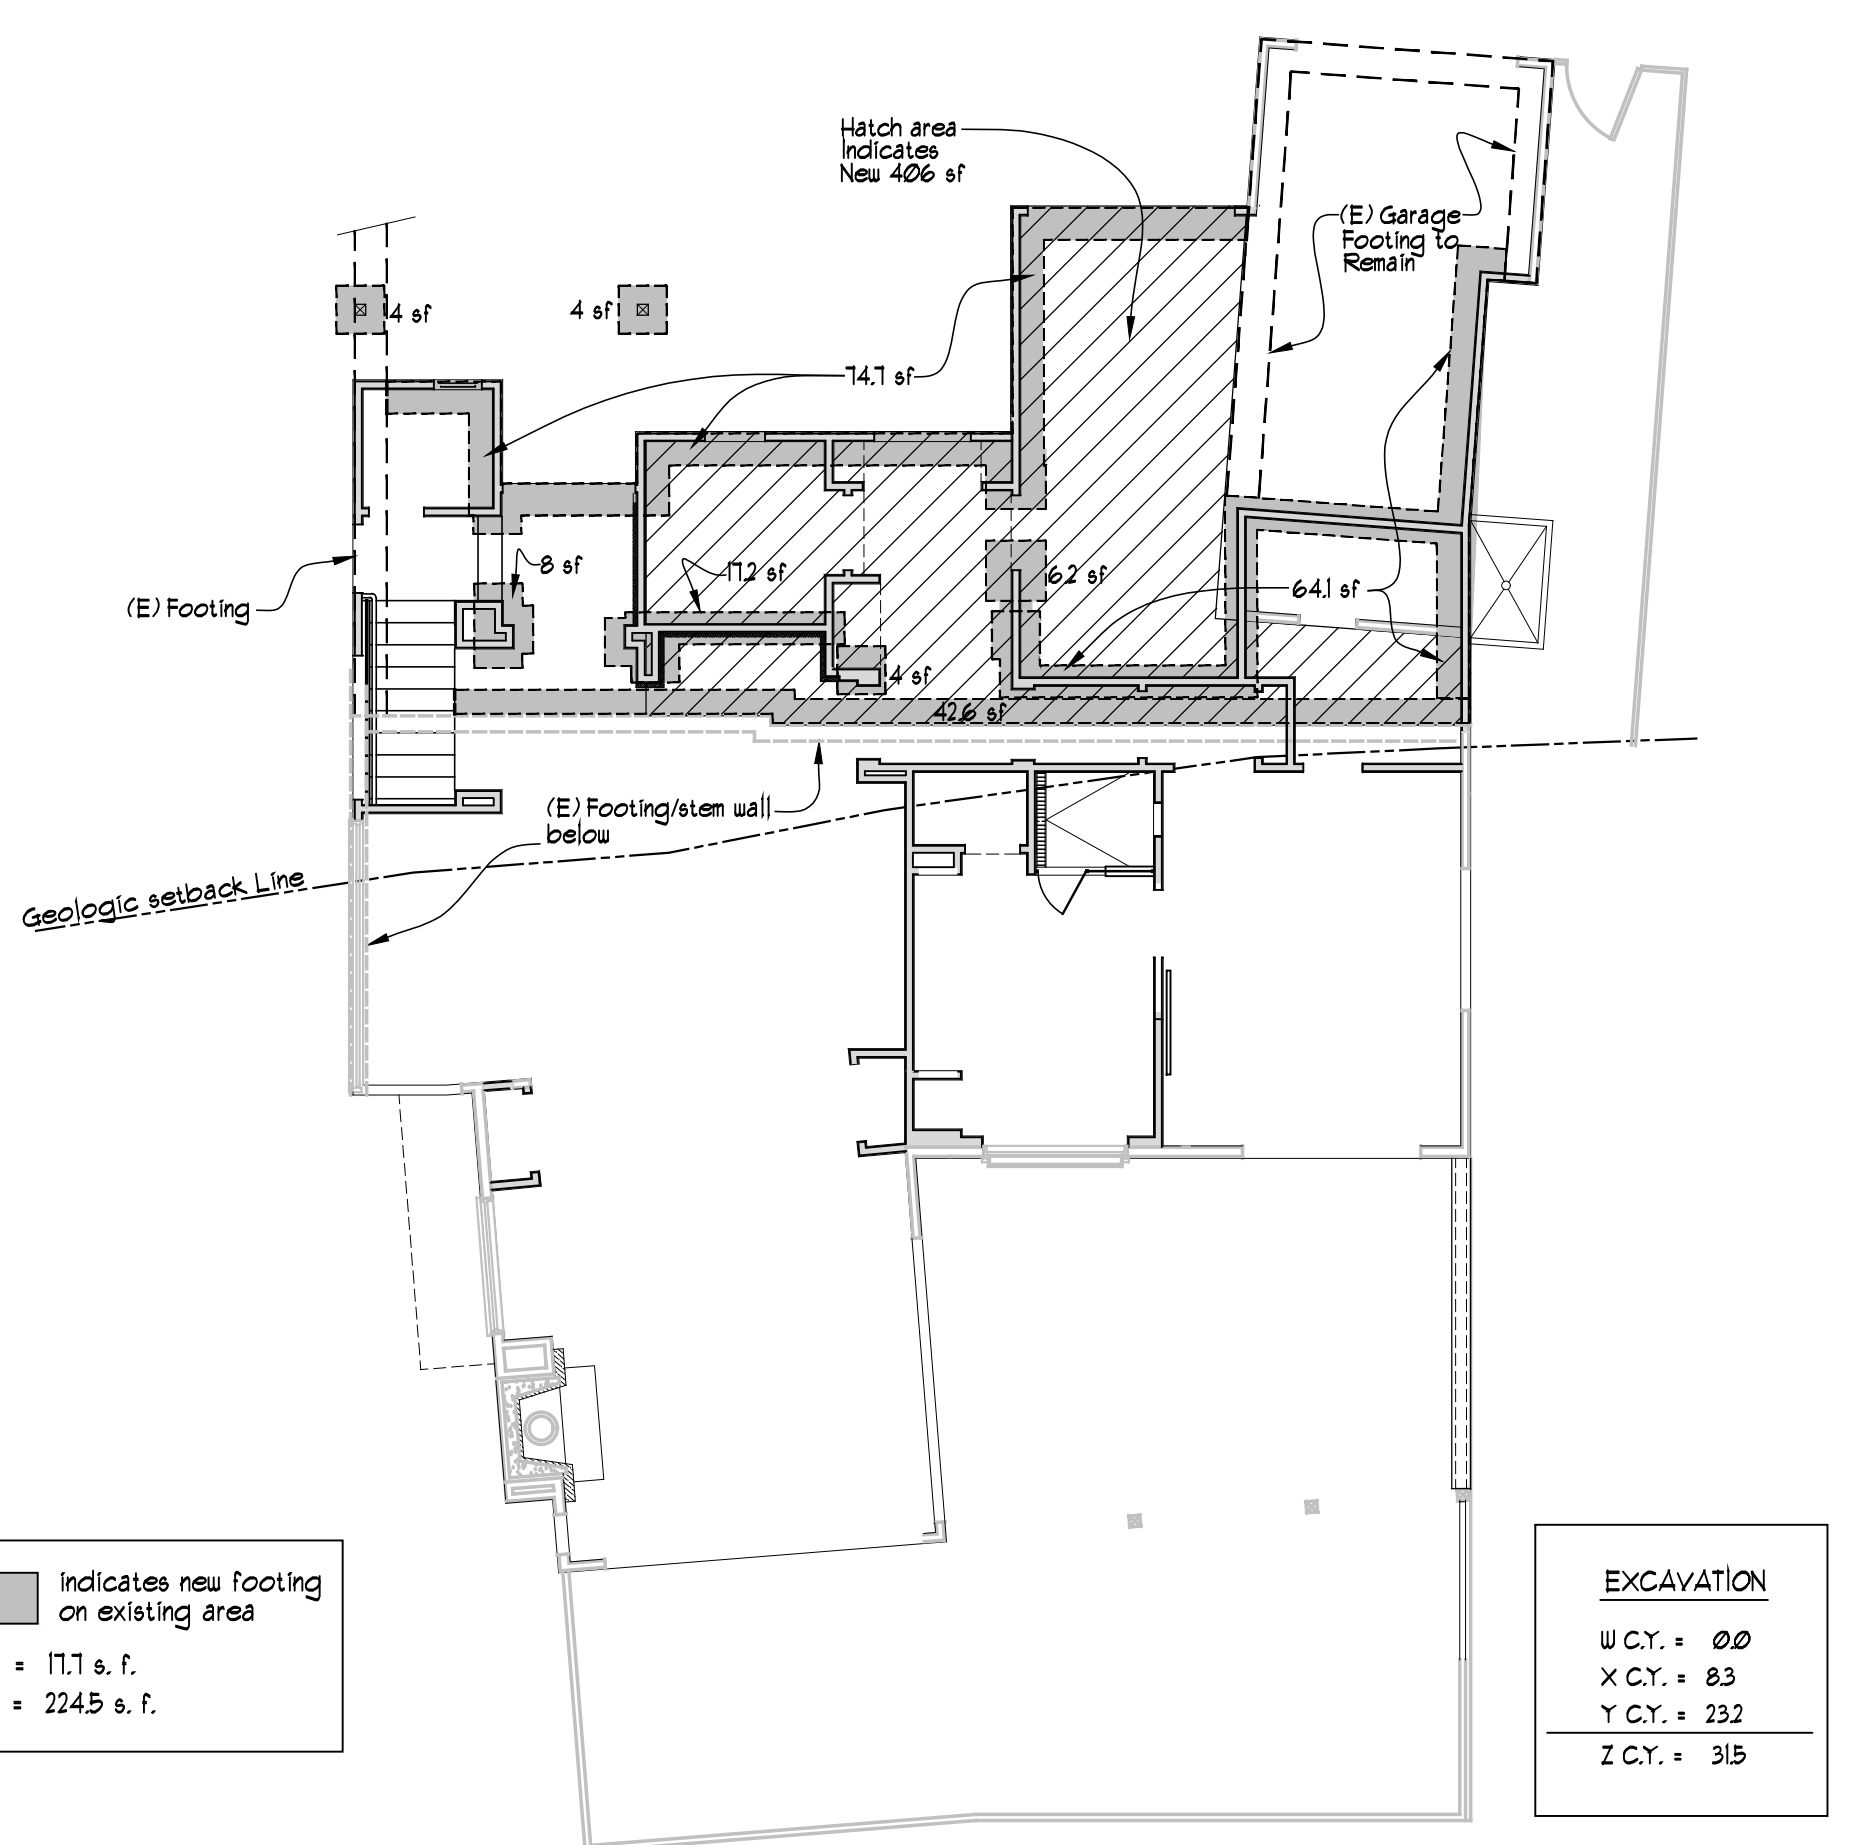 Hatch area
Indicates
New 406 sf
(E) Garage
Footing to
Remain
4 sf
4 sf
74.7 sf
8 sf
17.2 sf
6.2 sf
64.1 sf
(E) Footing
4 sf
42.6 sf
(E) Footing/stem wall
below
Geologic setback Line
indicates new footing
on existing area
= 17.7 s. f.
= 224.5 s. f.
EXCAVATION
W C.Y. = 0.0
X C.Y. = 8.3
Y C.Y. = 23.2
Z C.Y. = 31.5